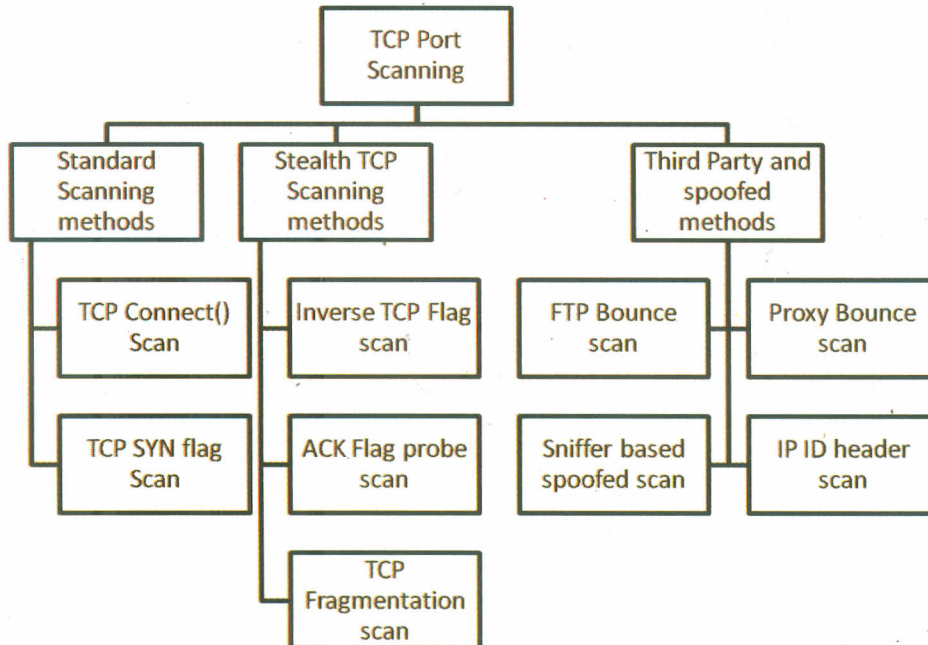 TCP Port
Scanning
Standard
Scanning
methods
Stealth TCP
Scanning
methods
Third Party and
spoofed
methods
TCP Connect()
Scan
Inverse TCP Flag
scan
FTP Bounce
scan
Proxy Bounce
scan
TCP SYN flag
Scan
ACK Flag probe
scan
Sniffer based
spoofed scan
IP ID header
scan
TCP
Fragmentation
scan